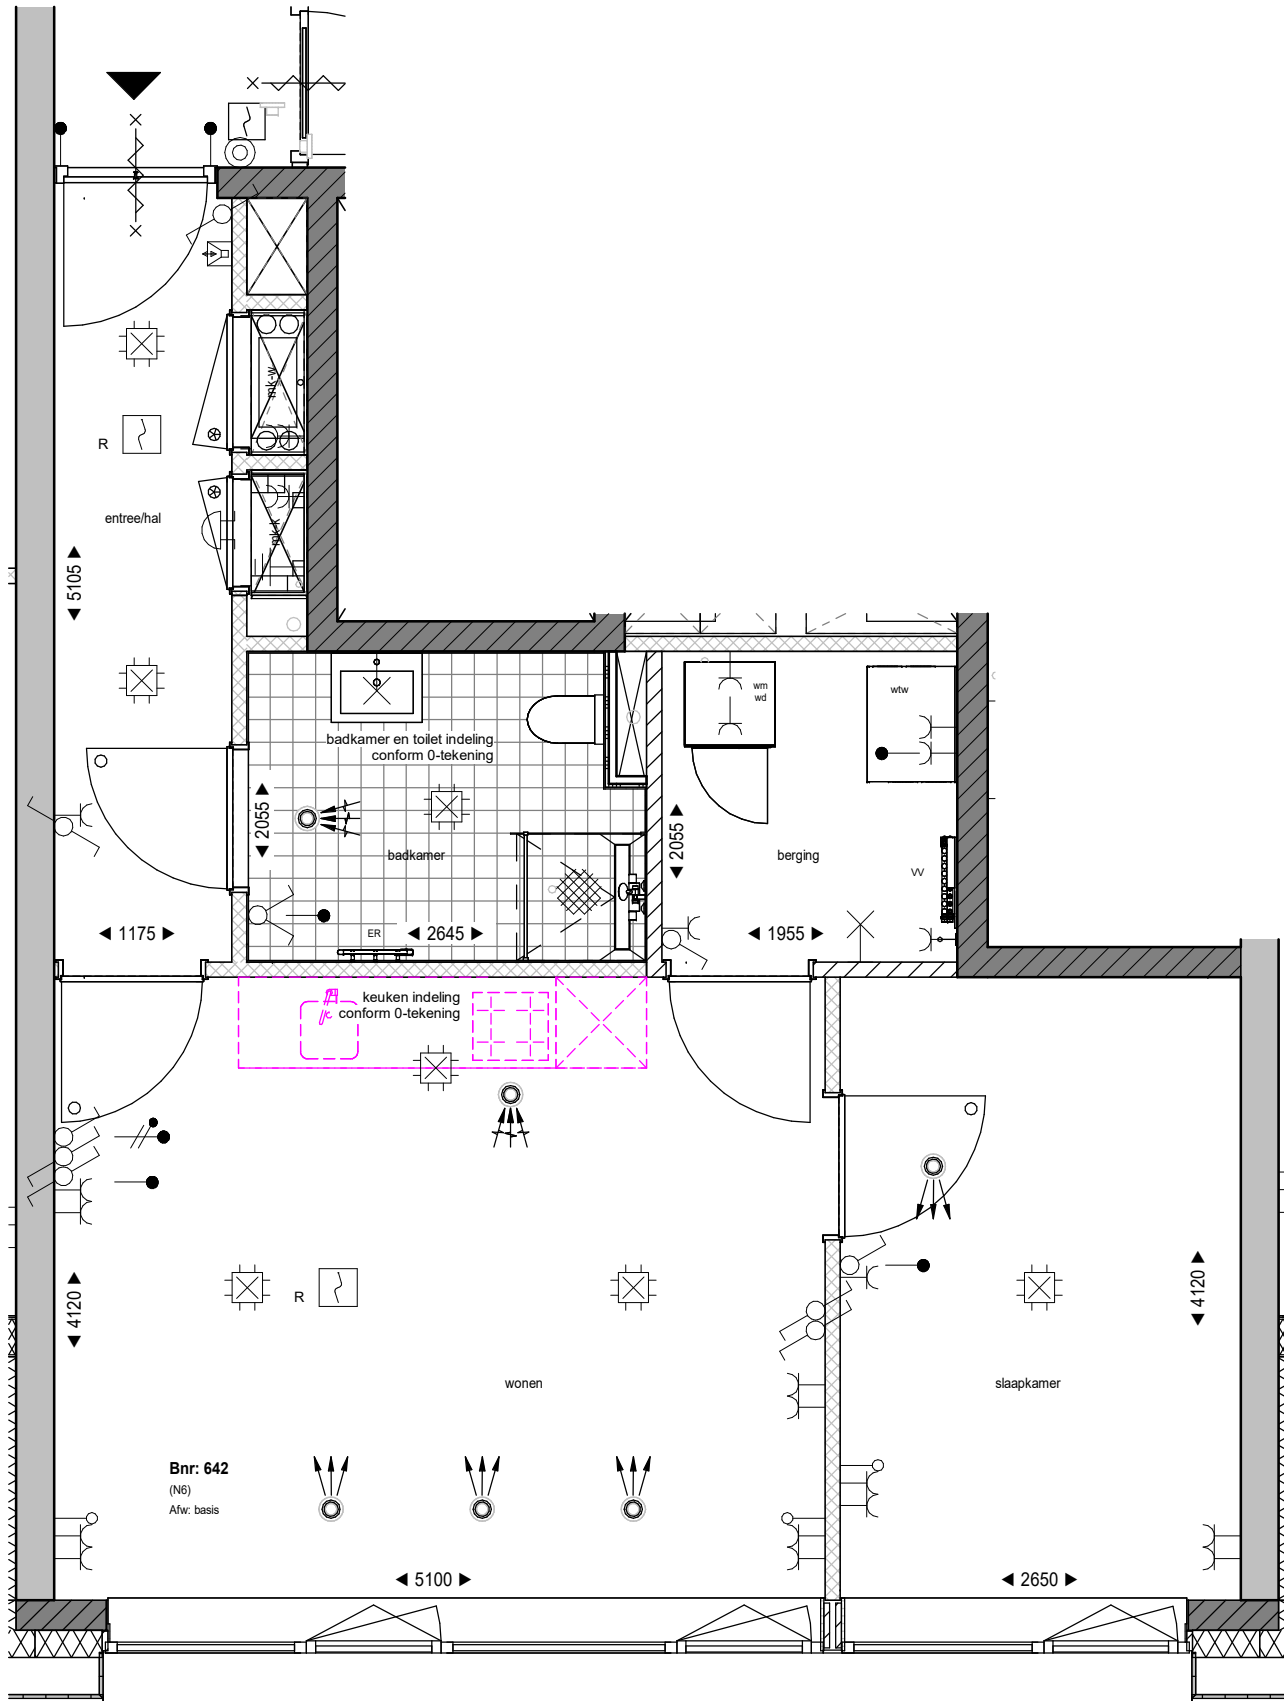 mk-w
R
entree/hal
mk-k
5105
wm
wd
wtw
badkamer en toilet indeling
conform 0-tekening
2055
badkamer
2055
berging
VV
1175
ER
2645
1955
keuken indeling
conform 0-tekening
4120
R
4120
wonen
slaapkamer
Bnr: 642
(N6)
Afw: basis
5100
2650